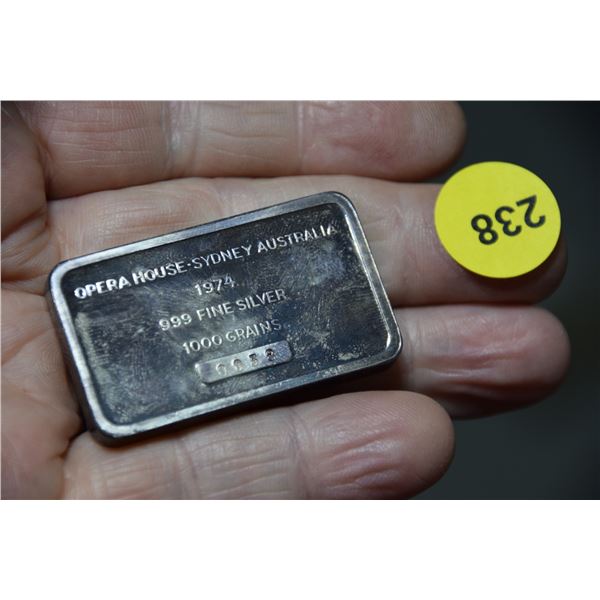 OPERA HOUSE·SYDNEY AUSTRALIA
1974
999 FINE SILVER
1000 GRAINS
238